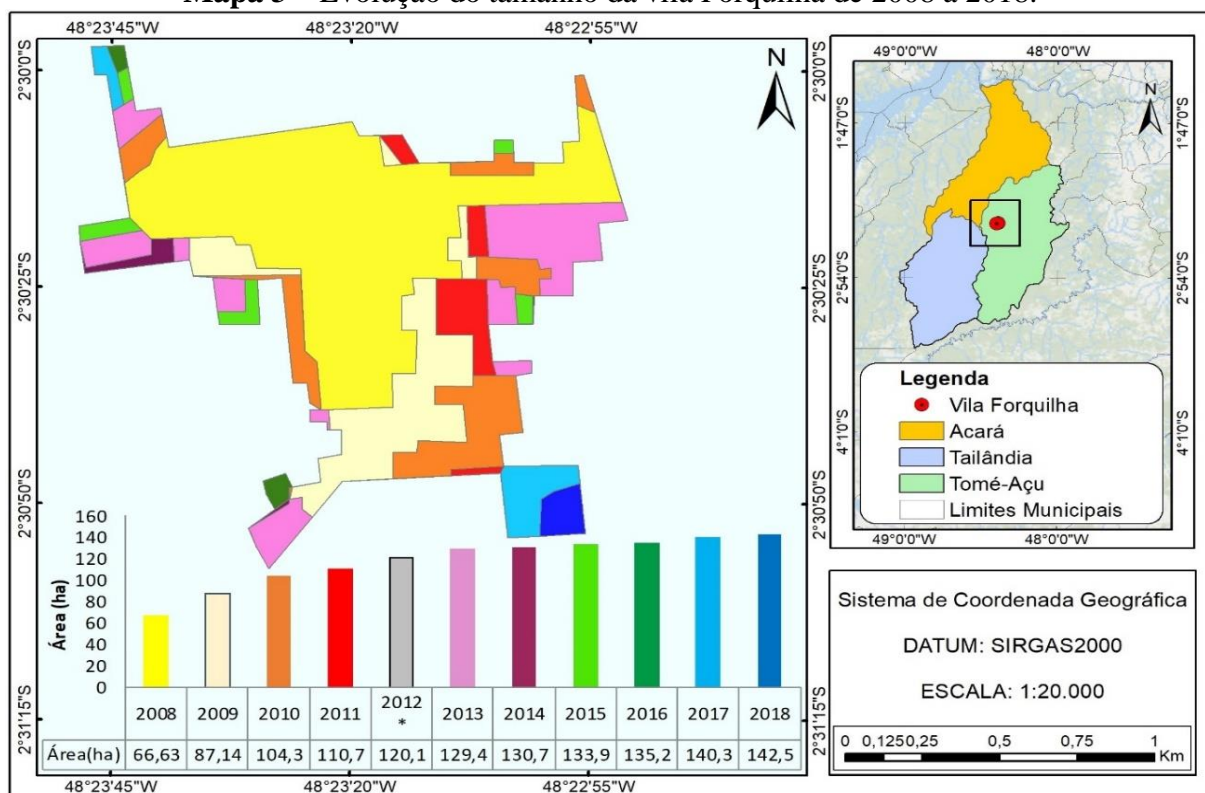 Mapa 3 – Evolução do tamanho da Vila Forquilha de 2008 a 2018.
48°23'45"W 48°23'20"W 48°22'55"W
2°30'0"S
2°30'25"S
2°30'50"S
2°31'15"S
N
2°30'0"S
2°30'25"S
2°30'50"S
2°31'15"S
Área (ha)
160
140
120
100
80
60
40
20
0
2008 2009 2010 2011 2012 * 2013 2014 2015 2016 2017 2018
Área(ha) 66,63 87,14 104,3 110,7 120,1 129,4 130,7 133,9 135,2 140,3 142,5
48°23'45"W 48°23'20"W 48°22'55"W
49°0'0"W 48°0'0"W
N
1°47'0"S
2°54'0"S
4°1'0"S
1°47'0"S
2°54'0"S
4°1'0"S
Legenda
Vila Forquilha
Acará
Tailândia
Tomé-Açu
Limites Municipais
49°0'0"W 48°0'0"W
Sistema de Coordenada Geográfica
DATUM: SIRGAS2000
ESCALA: 1:20.000
0 0,125 0,25 0,5 0,75 1
Km